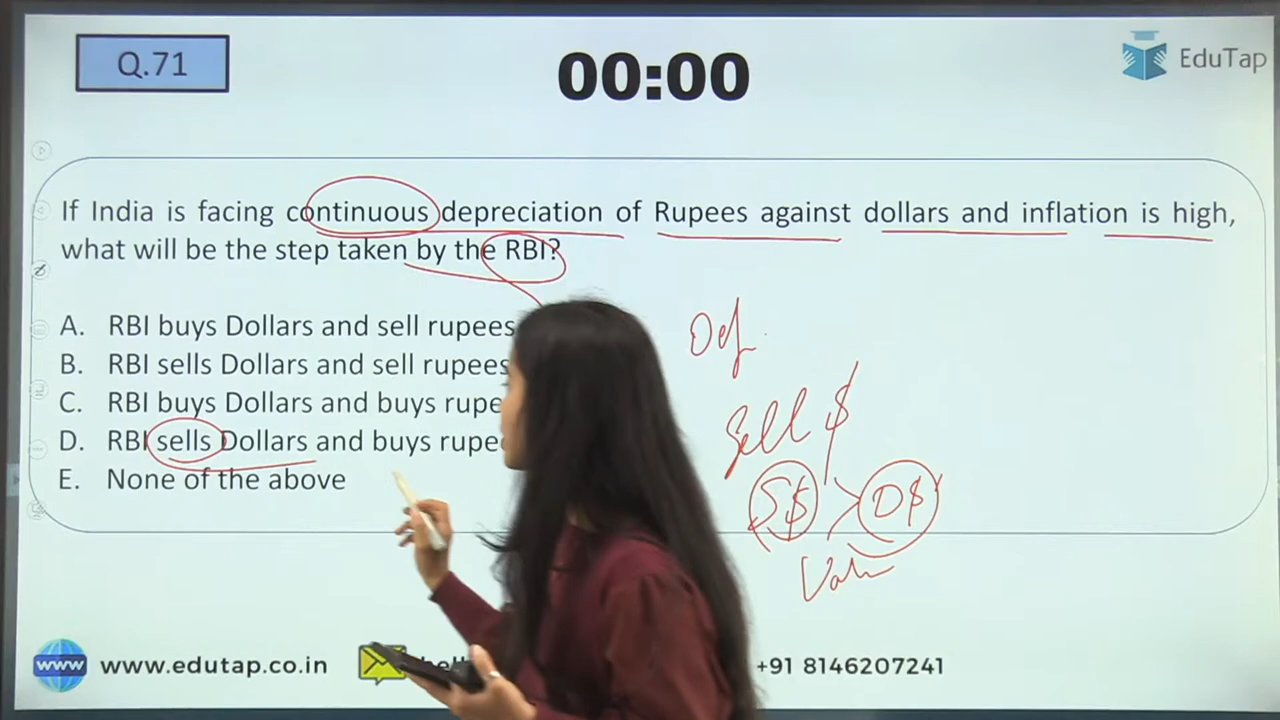 Q.71
00:00
EduTap
If India is facing continuous depreciation of Rupees against dollars and inflation is high,
what will be the step taken by the RBI?
A. RBI buys Dollars and sell rupees
B. RBI sells Dollars and sell rupees
C. RBI buys Dollars and buys rupe
D. RBI sells Dollars and buys rupe
E. None of the above
Sell $
S$ > D$
www www.edutap.co.in hell +91 8146207241